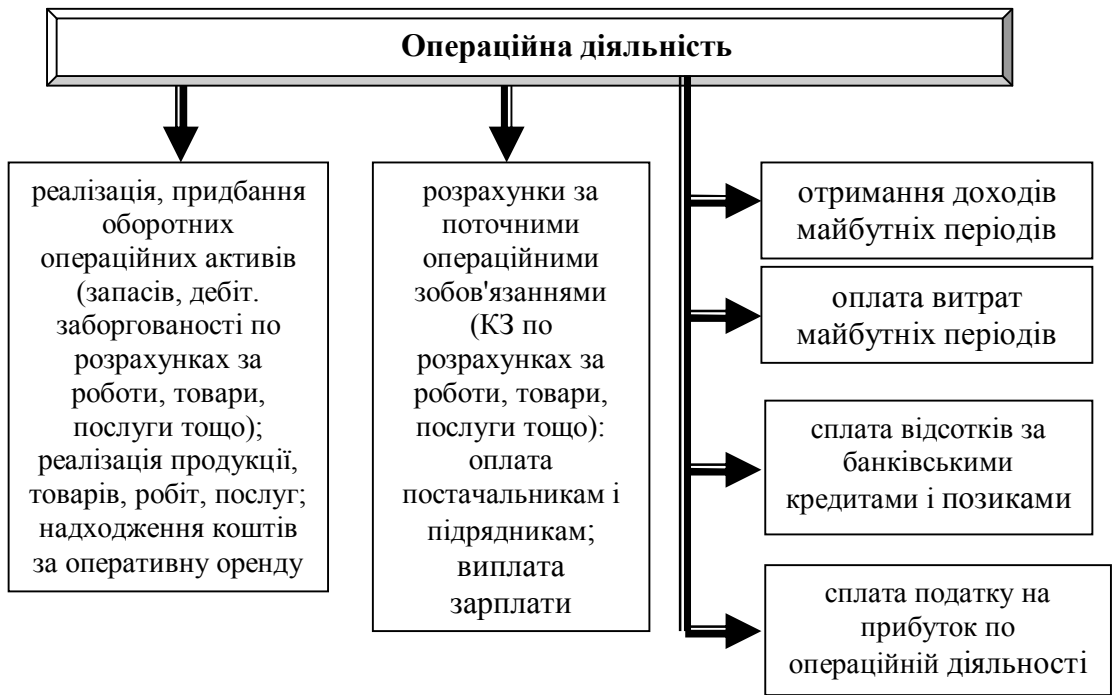 Операційна діяльність
реалізація, придбання
оборотних
операційних активів
(запасів, дебіт.
заборгованості по
розрахунках за
роботи, товари,
послуги тощо);
реалізація продукції,
товарів, робіт, послуг;
надходження коштів
за оперативну оренду
розрахунки за
поточними
операційними
зобов'язаннями
(КЗ по
розрахунках за
роботи, товари,
послуги тощо):
оплата
постачальникам і
підрядникам;
виплата
зарплати
отримання доходів
майбутніх періодів
оплата витрат
майбутніх періодів
сплата відсотків за
банківськими
кредитами і позиками
сплата податку на
прибуток по
операційній діяльності